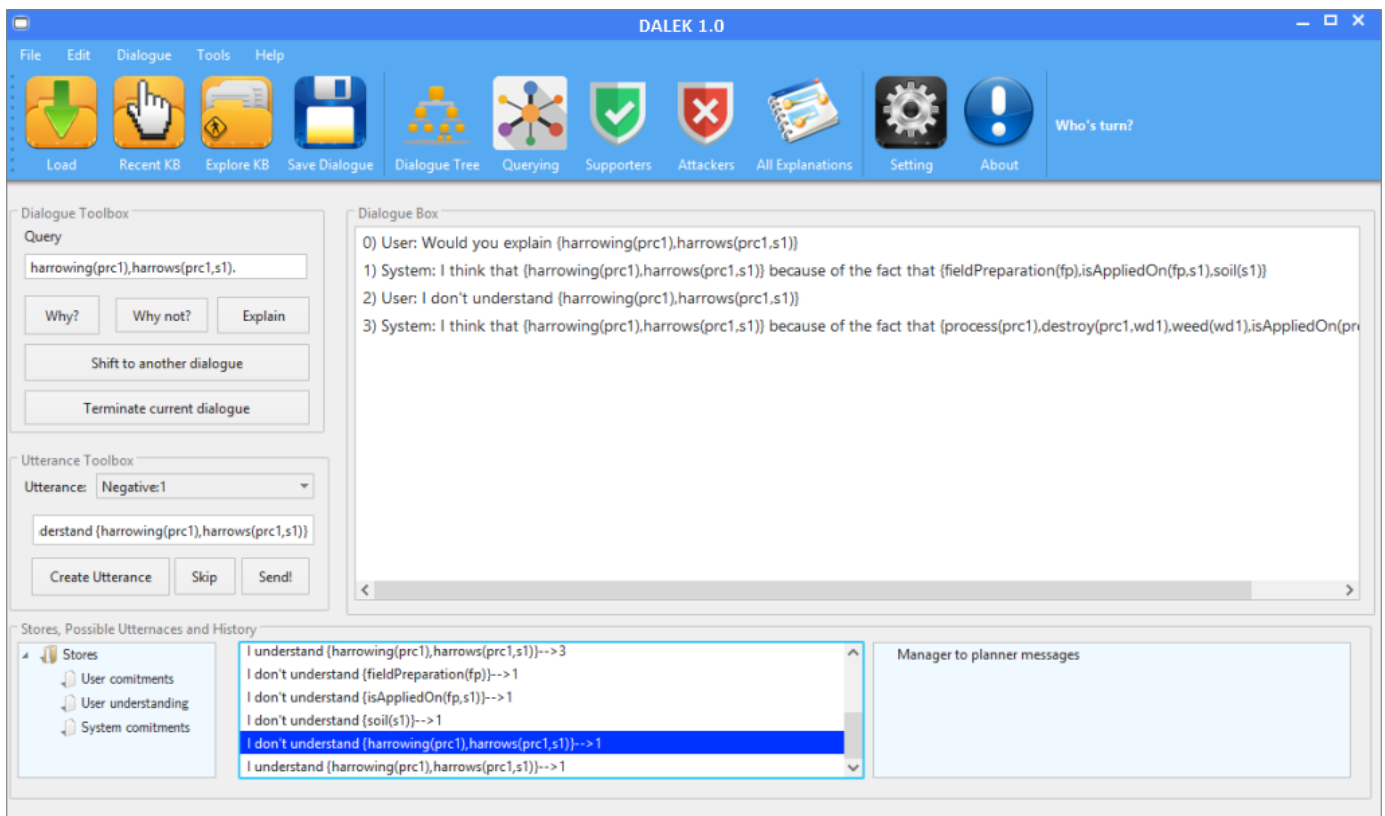 DALEK 1.0
File Edit Dialogue Tools Help
Load Recent KB Explore KB Save Dialogue Dialogue Tree Querying Supporters Attackers All Explanations Setting About Who's turn?
Dialogue Toolbox
Query
harrowing(prc1),harrows(prc1,s1).
Why? Why not? Explain
Shift to another dialogue
Terminate current dialogue
Utterance Toolbox
Utterance: Negative:1
derstand {harrowing(prc1),harrows(prc1,s1)}
Create Utterance Skip Send!
Dialogue Box
0) User: Would you explain {harrowing(prc1),harrows(prc1,s1)}
1) System: I think that {harrowing(prc1),harrows(prc1,s1)} because of the fact that {fieldPreparation(fp),isAppliedOn(fp,s1),soil(s1)}
2) User: I don't understand {harrowing(prc1),harrows(prc1,s1)}
3) System: I think that {harrowing(prc1),harrows(prc1,s1)} because of the fact that {process(prc1),destroy(prc1,wd1),weed(wd1),isAppliedOn(pr
Stores, Possible Utternaces and History
Stores
User comitments
User understanding
System comitments
I understand {harrowing(prc1),harrows(prc1,s1)}-->3
I don't understand {fieldPreparation(fp)}-->1
I don't understand {isAppliedOn(fp,s1)}-->1
I don't understand {soil(s1)}-->1
I don't understand {harrowing(prc1),harrows(prc1,s1)}-->1
I understand {harrowing(prc1),harrows(prc1,s1)}-->1
Manager to planner messages